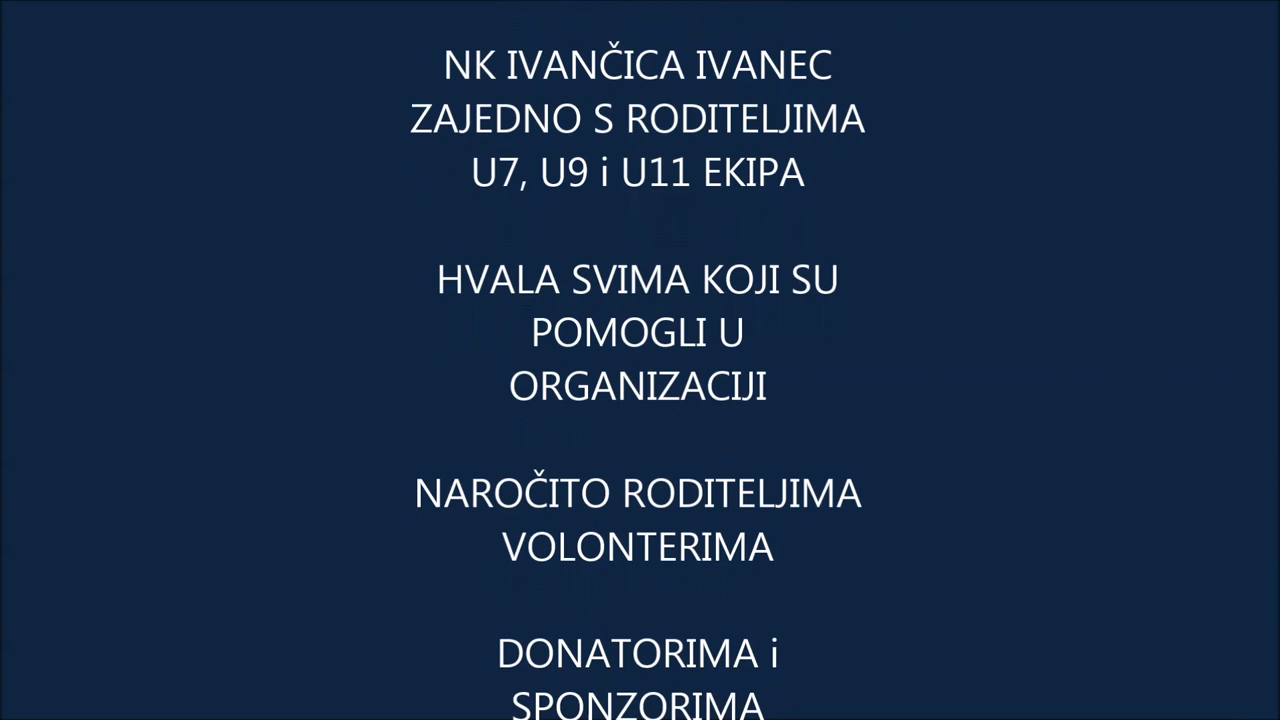 NK IVANČICA IVANEC
ZAJEDNO S RODITELJIMA
U7, U9 i U11 EKIPA
HVALA SVIMA KOJI SU
POMOGLI U
ORGANIZACIJI
NAROČITO RODITELJIMA
VOLONTERIMA
DONATORIMA i
SPONZORIMA